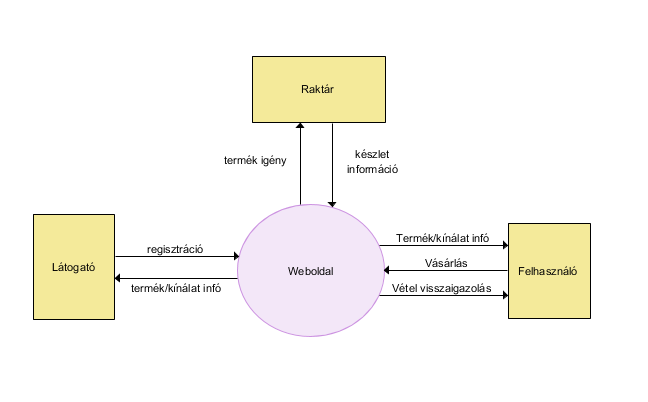 Raktár
termék igény
készlet
információ
Látogató
regisztráció
termék/kínálat infó
Weboldal
Termék/kínálat infó
Vásárlás
Vétel visszaigazolás
Felhasználó